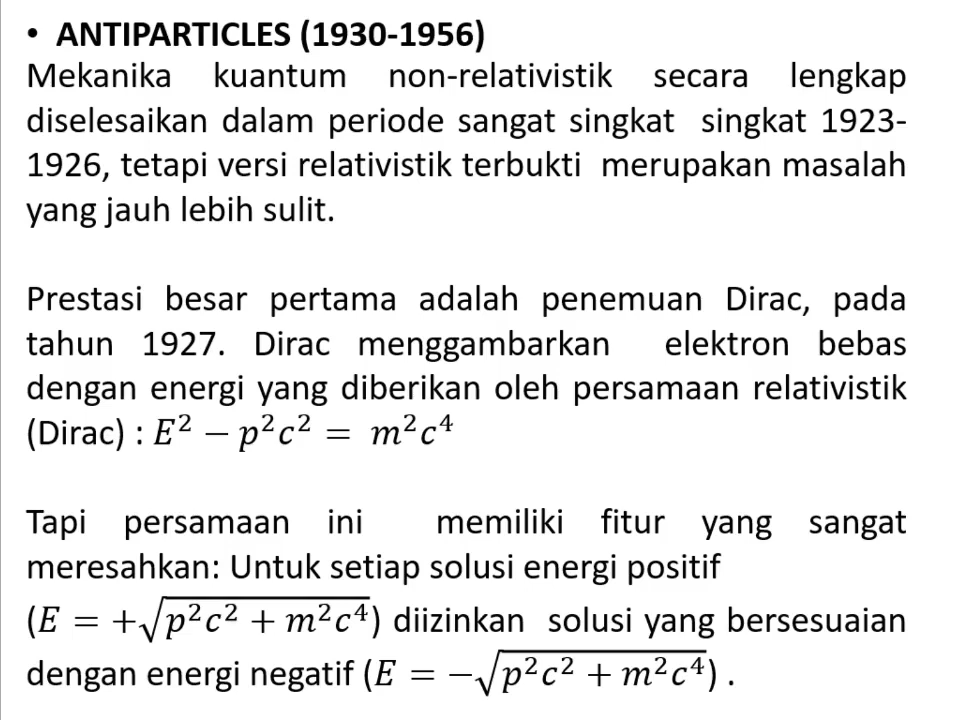 • ANTIPARTICLES (1930-1956)
Mekanika kuantum non-relativistik secara lengkap
diselesaikan dalam periode sangat singkat singkat 1923-
1926, tetapi versi relativistik terbukti merupakan masalah
yang jauh lebih sulit.
Prestasi besar pertama adalah penemuan Dirac, pada
tahun 1927. Dirac menggambarkan elektron bebas
dengan energi yang diberikan oleh persamaan relativistik
(Dirac) : E² − p²c² = m²c⁴
Tapi persamaan ini memiliki fitur yang sangat
meresahkan: Untuk setiap solusi energi positif
(E = +√(p²c² + m²c⁴)) diizinkan solusi yang bersesuaian
dengan energi negatif (E = −√(p²c² + m²c⁴)) .